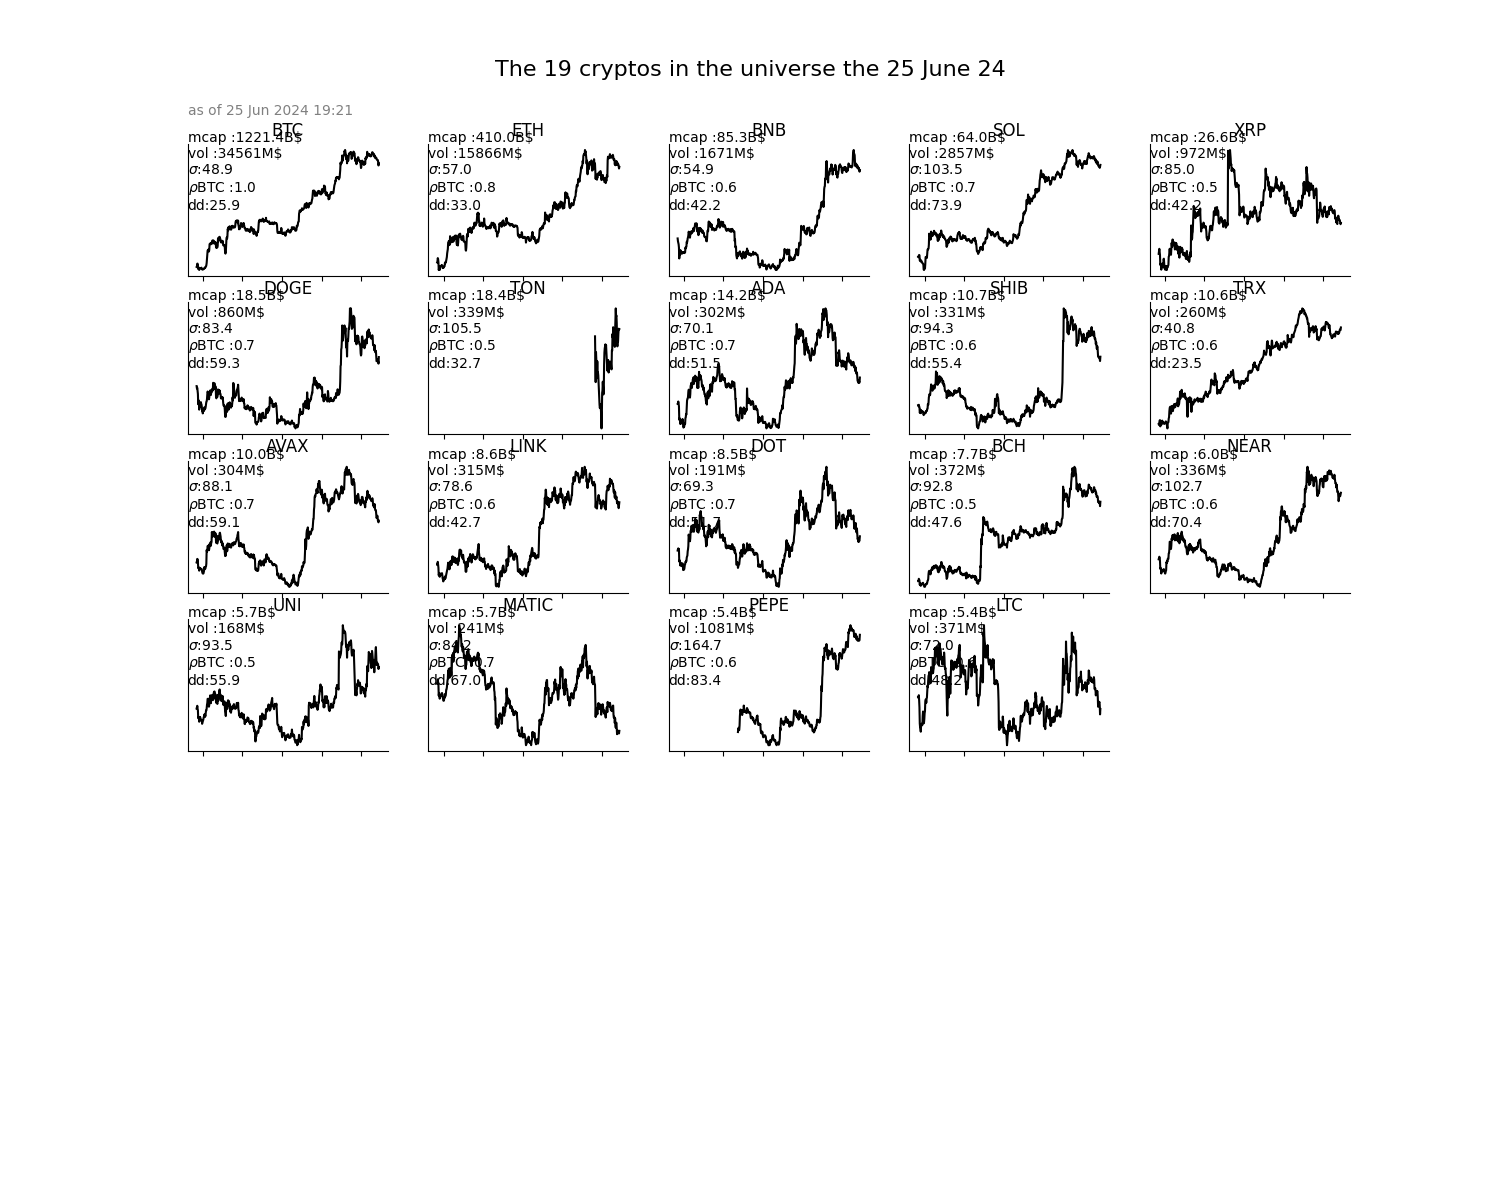 The 19 cryptos in the universe the 25 June 24
as of 25 Jun 2024 19:21
BTC
mcap :1221.4B$
vol :34561M$
σ:48.9
ρBTC :1.0
dd:25.9
ETH
mcap :410.0B$
vol :15866M$
σ:57.0
ρBTC :0.8
dd:33.0
BNB
mcap :85.3B$
vol :1671M$
σ:54.9
ρBTC :0.6
dd:42.2
SOL
mcap :64.0B$
vol :2857M$
σ:103.5
ρBTC :0.7
dd:73.9
XRP
mcap :26.6B$
vol :972M$
σ:85.0
ρBTC :0.5
dd:42.2
DOGE
mcap :18.5B$
vol :860M$
σ:83.4
ρBTC :0.7
dd:59.3
TON
mcap :18.4B$
vol :339M$
σ:105.5
ρBTC :0.5
dd:32.7
ADA
mcap :14.2B$
vol :302M$
σ:70.1
ρBTC :0.7
dd:51.5
SHIB
mcap :10.7B$
vol :331M$
σ:94.3
ρBTC :0.6
dd:55.4
TRX
mcap :10.6B$
vol :260M$
σ:40.8
ρBTC :0.6
dd:23.5
AVAX
mcap :10.0B$
vol :304M$
σ:88.1
ρBTC :0.7
dd:59.1
LINK
mcap :8.6B$
vol :315M$
σ:78.6
ρBTC :0.6
dd:42.7
DOT
mcap :8.5B$
vol :191M$
σ:69.3
ρBTC :0.7
BCH
mcap :7.7B$
vol :372M$
σ:92.8
ρBTC :0.5
dd:47.6
NEAR
mcap :6.0B$
vol :336M$
σ:102.7
ρBTC :0.6
dd:70.4
UNI
mcap :5.7B$
vol :168M$
σ:93.5
ρBTC :0.5
dd:55.9
MATIC
mcap :5.7B$
vol :241M$
σ:84.2
ρBTC :0.7
dd:67.0
PEPE
mcap :5.4B$
vol :1081M$
σ:164.7
ρBTC :0.6
dd:83.4
LTC
mcap :5.4B$
vol :371M$
σ:72.0
ρBTC
dd:48.2